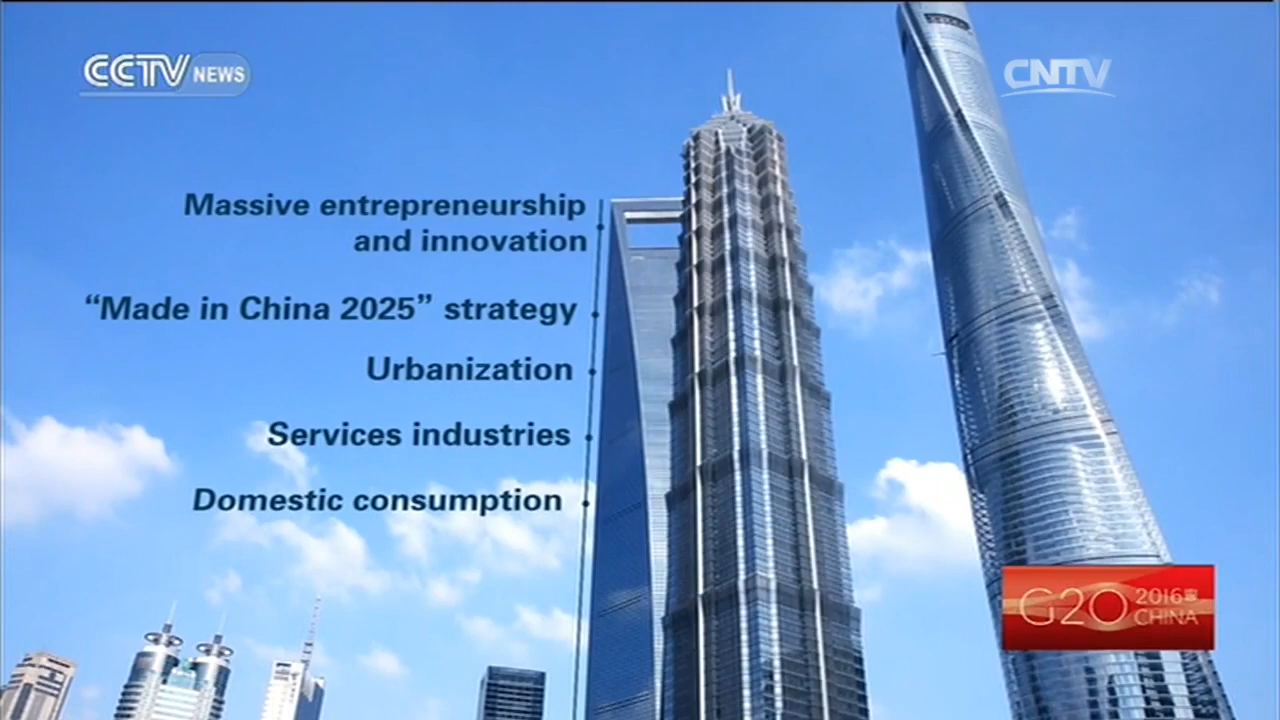 CCTV NEWS
CNTV
Massive entrepreneurship
and innovation
“Made in China 2025” strategy
Urbanization
Services industries
Domestic consumption
G20 2016
CHINA